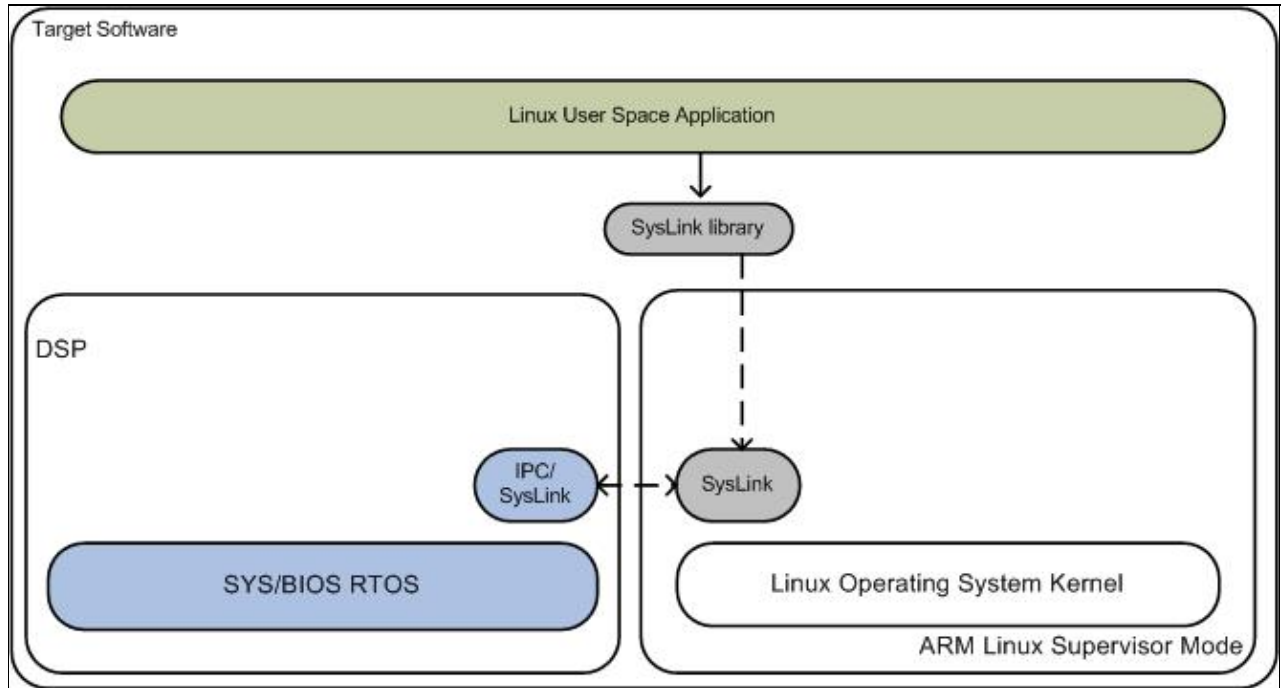 Target Software
Linux User Space Application
SysLink library
DSP
IPC/
SysLink
SysLink
SYS/BIOS RTOS
Linux Operating System Kernel
ARM Linux Supervisor Mode